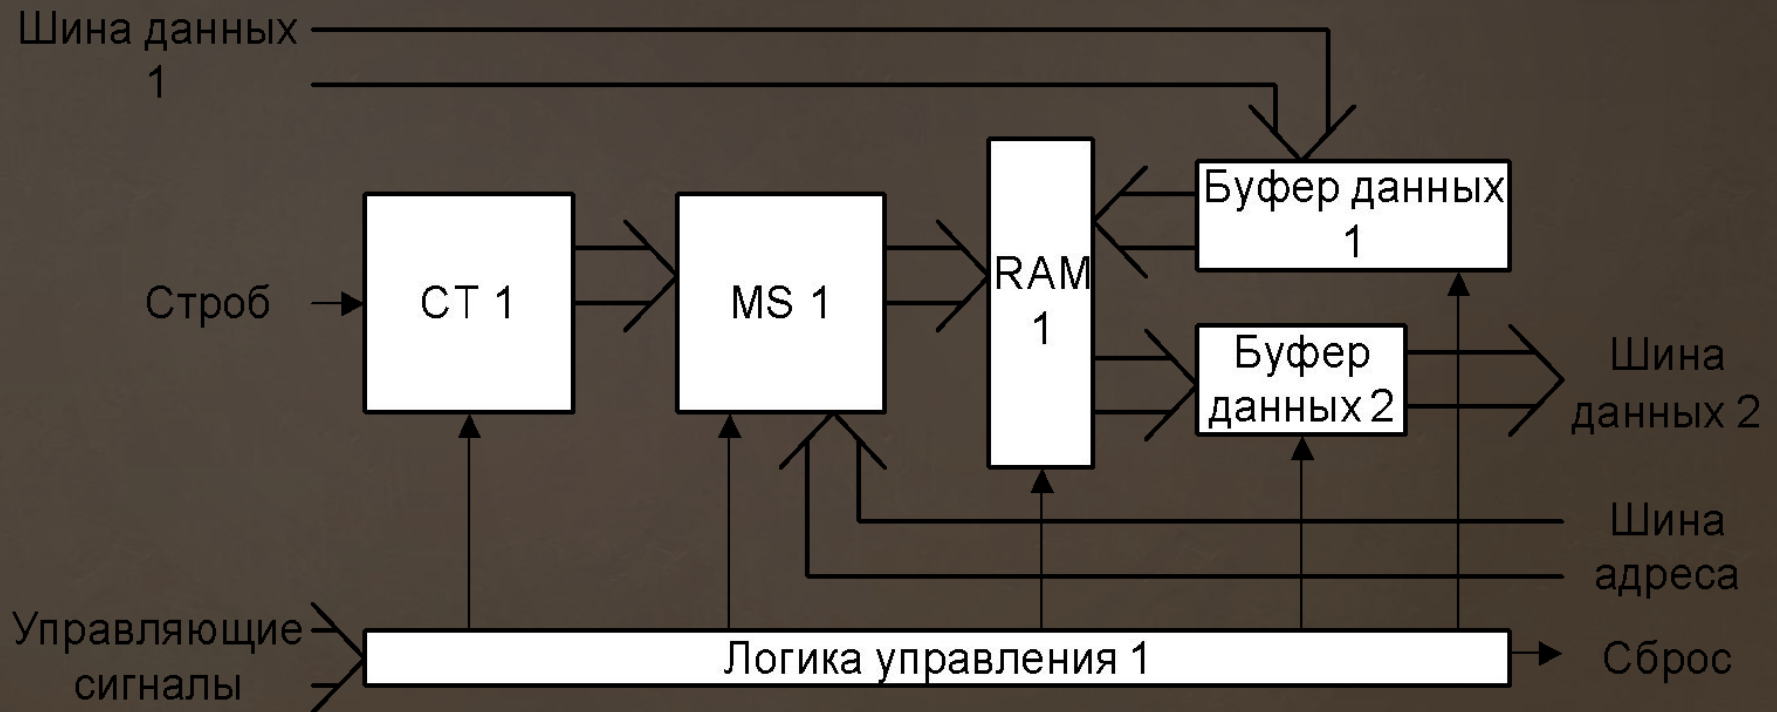 Шина данных
1
Буфер данных
1
Строб
CT 1
MS 1
RAM
1
Буфер
данных 2
Шина
данных 2
Шина
адреса
Управляющие
сигналы
Логика управления 1
Сброс